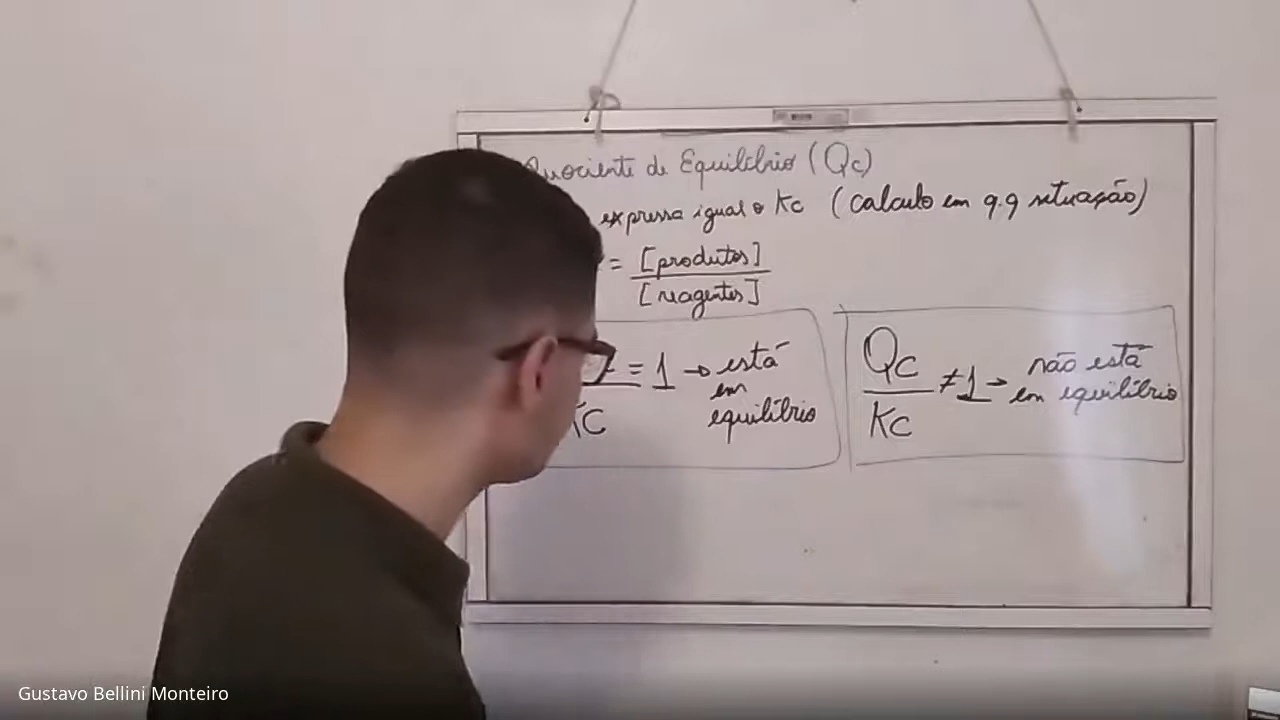 Quociente de Equilíbrio (Qc)
expressa igual o Kc (calculo em q.q situação)
= [produtos]
[reagentes]
= 1 → está
em
equilíbrio
KC
Qc
KC
≠ 1 → não está
em equilíbrio
Gustavo Bellini Monteiro